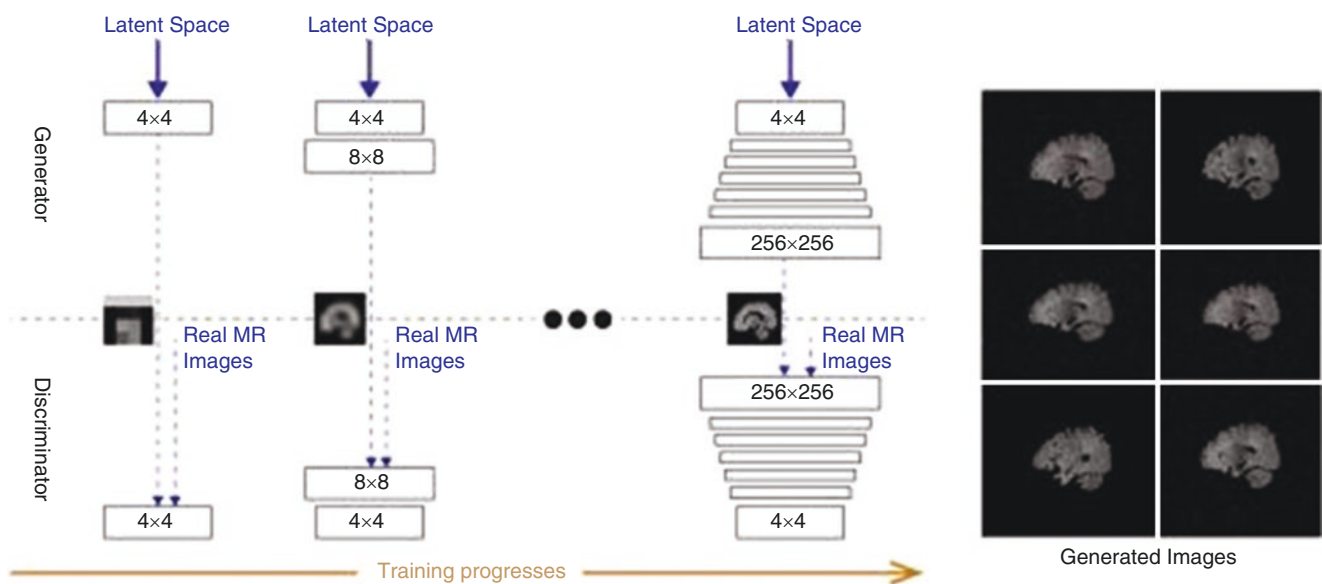 Latent Space
Latent Space
Latent Space
Generator
4×4
4×4
4×4
8×8
256×256
Real MR
Images
Real MR
Images
Real MR
Images
Discriminator
256×256
8×8
4×4
4×4
4×4
Training progresses
Generated Images